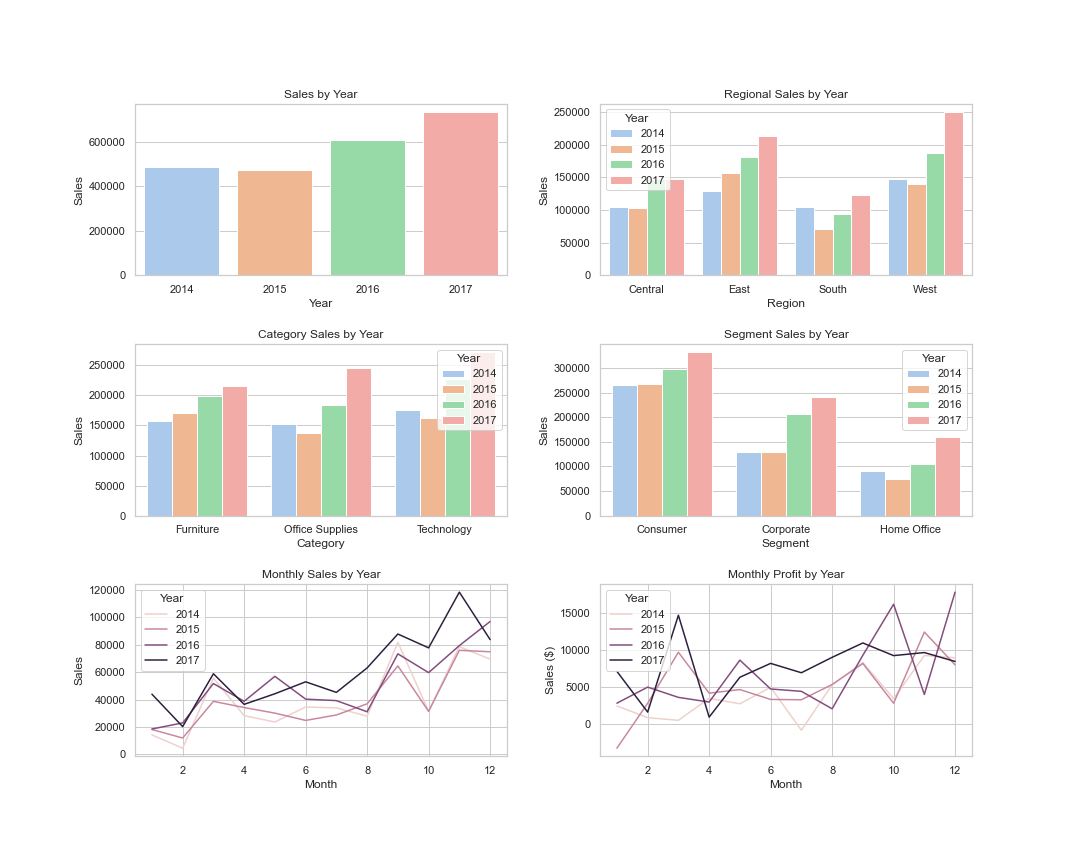 Sales by Year
Sales
600000
400000
200000
0
2014
2015
2016
2017
Year
Regional Sales by Year
Sales
250000
200000
150000
100000
50000
0
Year
2014
2015
2016
2017
Central
East
South
West
Region
Category Sales by Year
Sales
250000
200000
150000
100000
50000
0
Year
2014
2015
2016
2017
Furniture
Office Supplies
Technology
Category
Segment Sales by Year
Sales
300000
250000
200000
150000
100000
50000
0
Year
2014
2015
2016
2017
Consumer
Corporate
Home Office
Segment
Monthly Sales by Year
Sales
120000
100000
80000
60000
40000
20000
0
Year
2014
2015
2016
2017
2
4
6
8
10
12
Month
Monthly Profit by Year
Sales ($)
15000
10000
5000
0
Year
2014
2015
2016
2017
2
4
6
8
10
12
Month